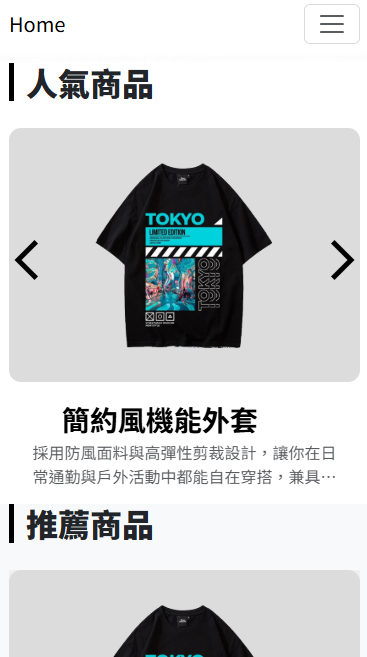 Home
人氣商品
TOKYO
LIMITED EDITION
TOKYO
簡約風機能外套
採用防風面料與高彈性剪裁設計，讓你在日
常通勤與戶外活動中都能自在穿搭，兼具…
推薦商品
TOKYO